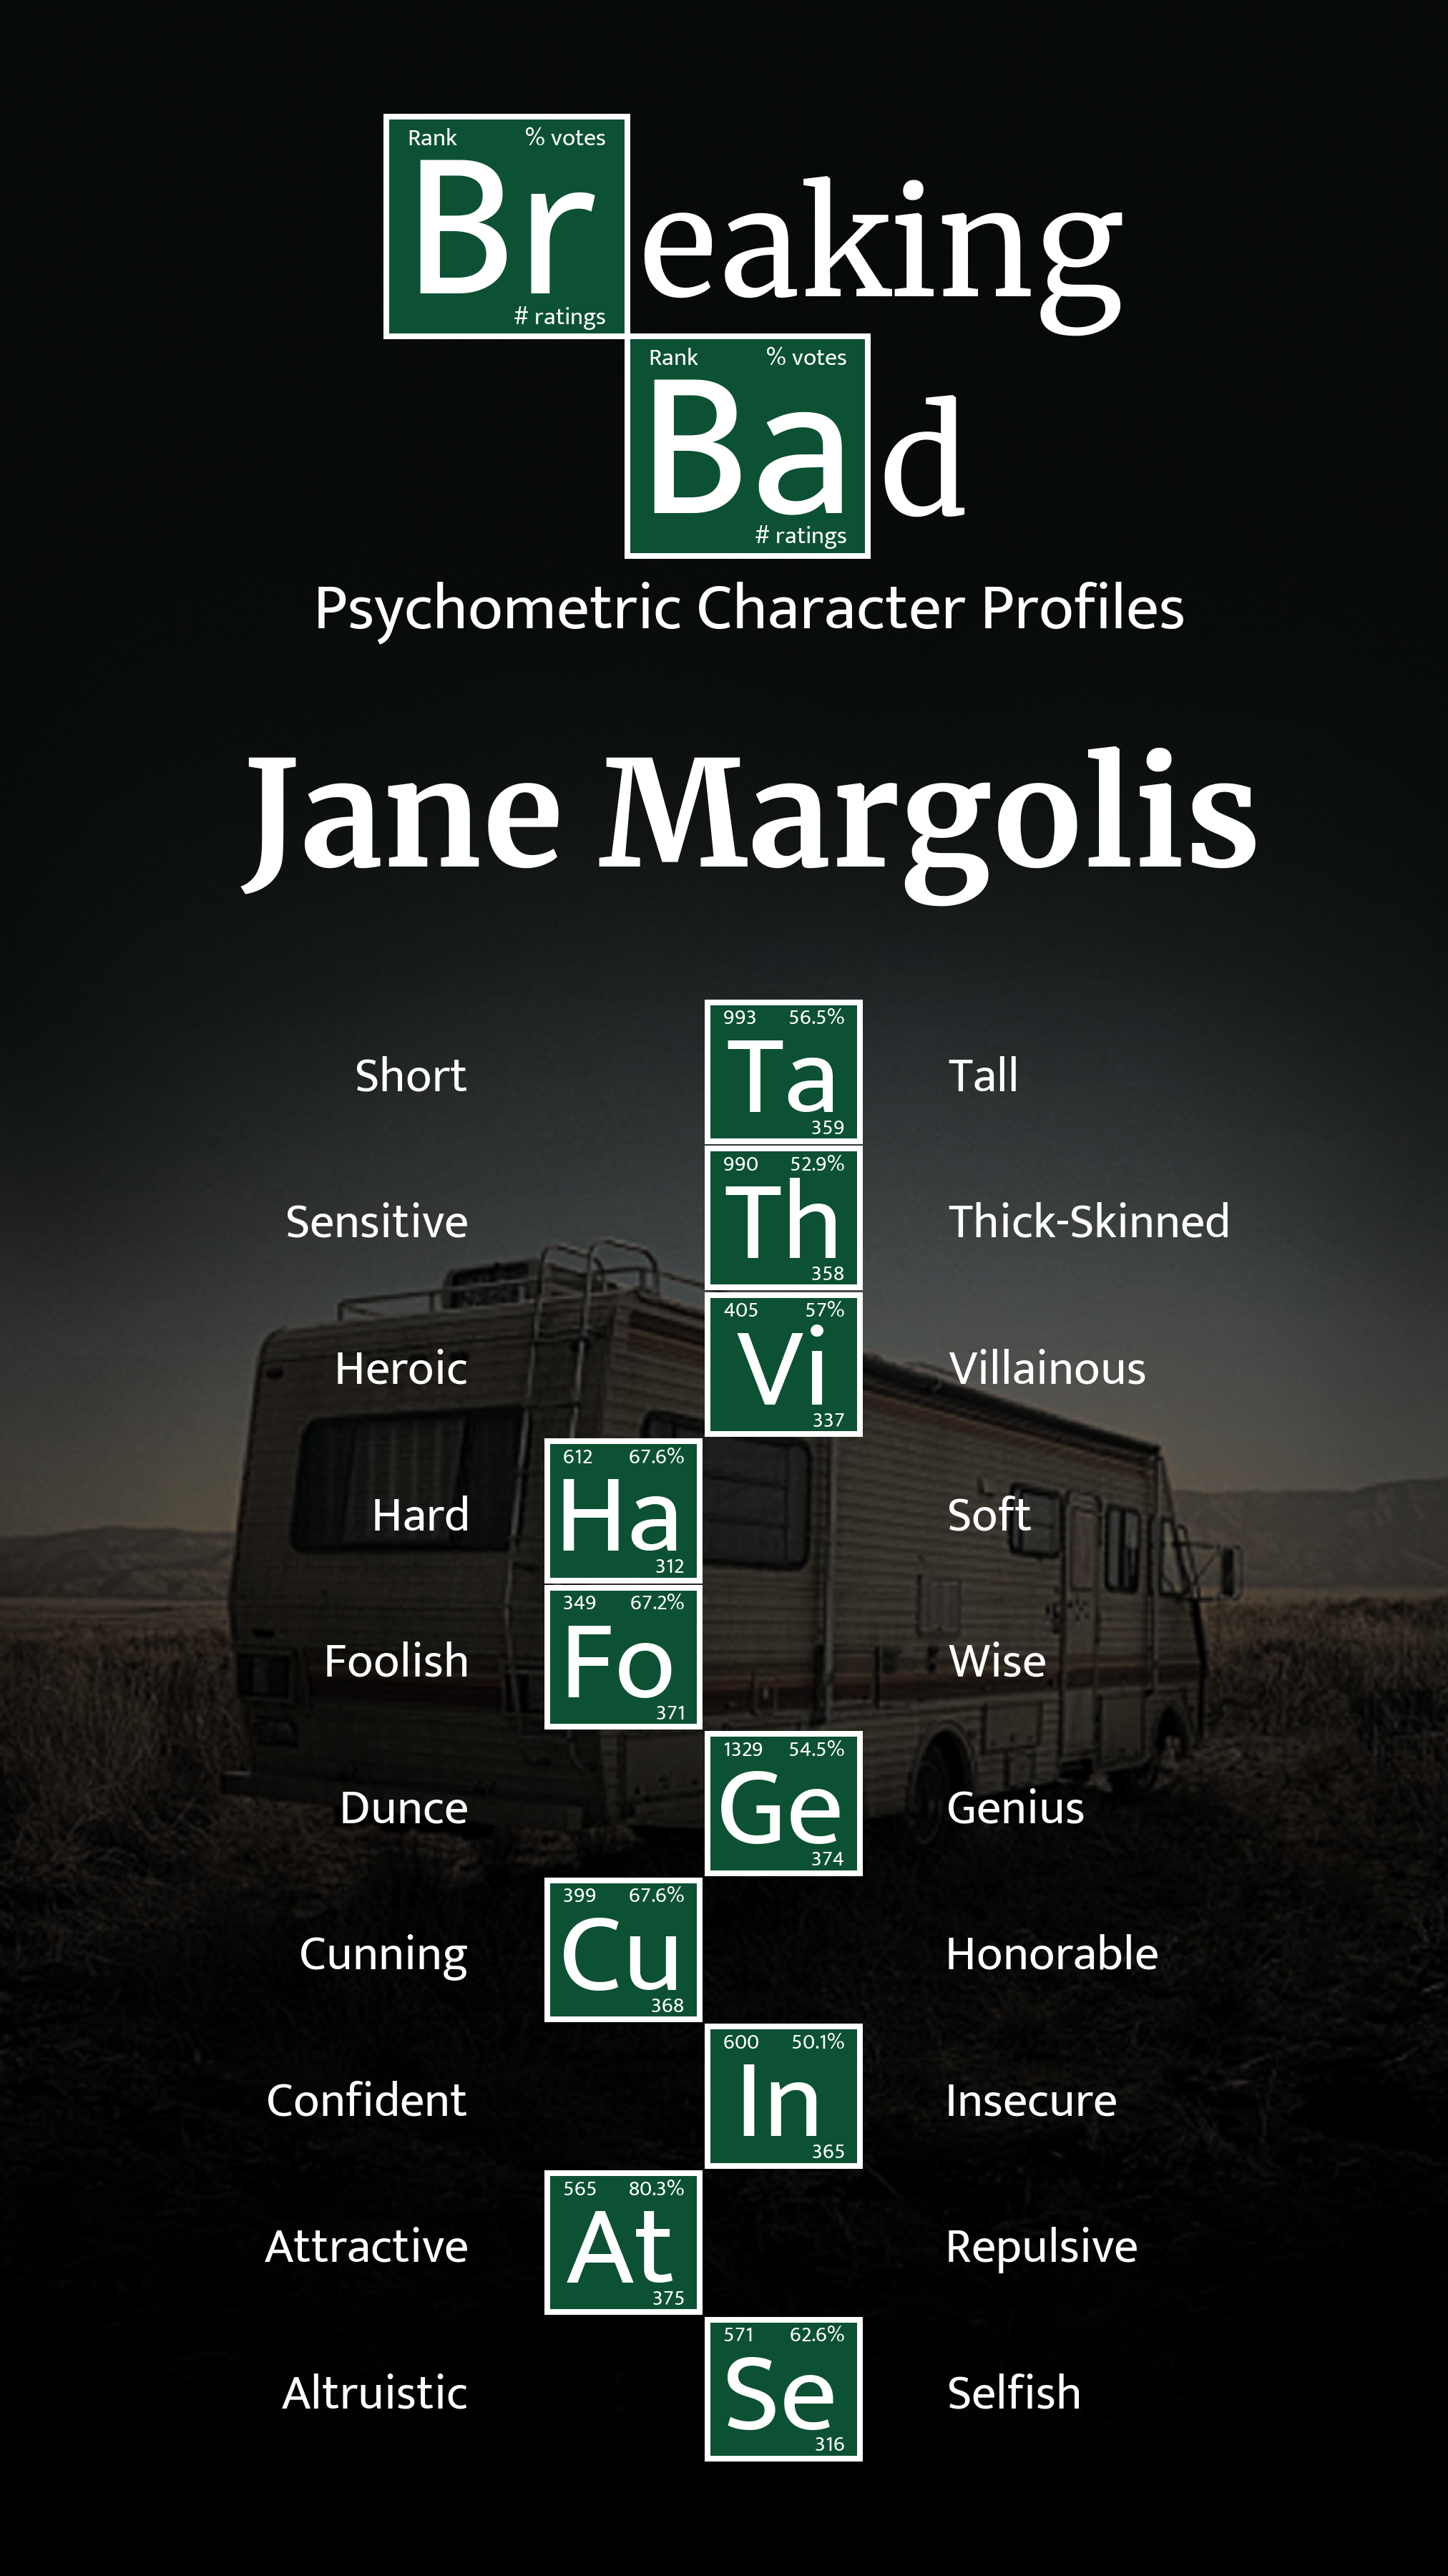 Rank % votes
Breaking
# ratings
Rank % votes
Bad
# ratings
Psychometric Character Profiles
Jane Margolis
993 56.5%
Short Ta Tall
359
990 52.9%
Sensitive Th Thick-Skinned
358
405 57%
Heroic Vi Villainous
337
612 67.6%
Hard Ha Soft
312
349 67.2%
Foolish Fo Wise
371
1329 54.5%
Dunce Ge Genius
374
399 67.6%
Cunning Cu Honorable
368
600 50.1%
Confident In Insecure
365
565 80.3%
Attractive At Repulsive
375
571 62.6%
Altruistic Se Selfish
316